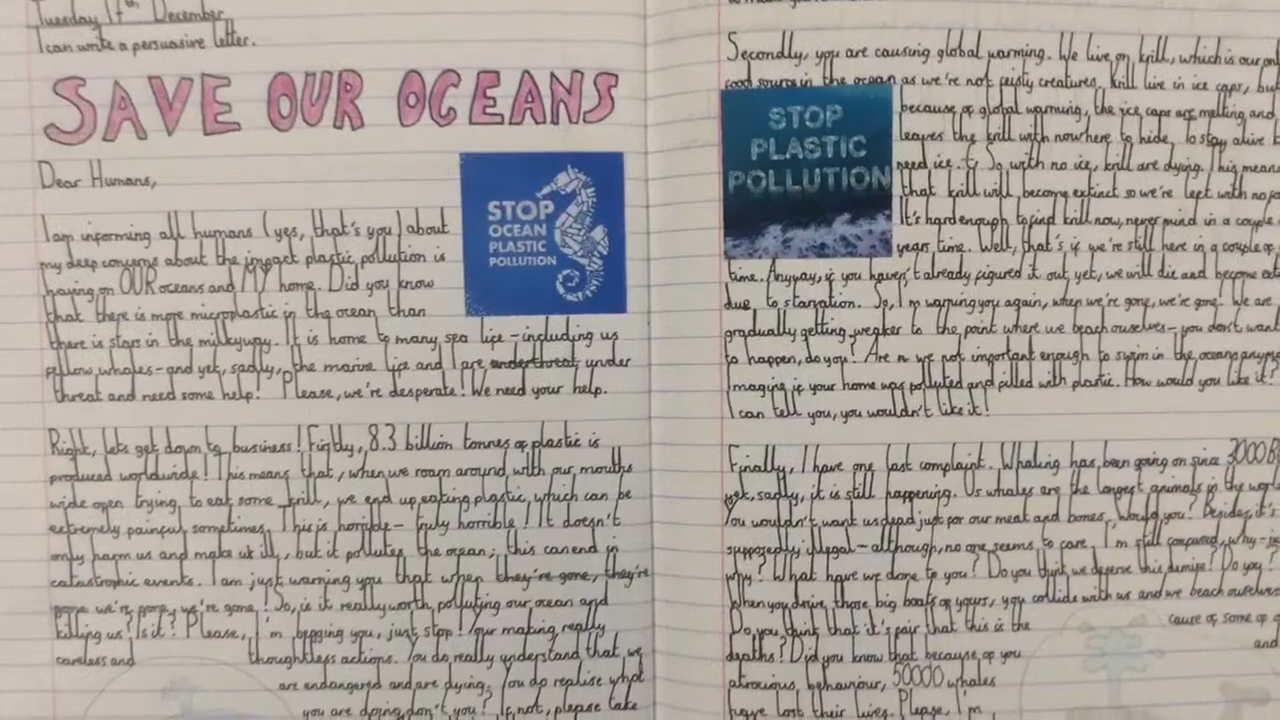 Tuesday 17th December
I can write a persuasive letter.
SAVE OUR OCEANS
Dear Humans,
STOP
OCEAN
PLASTIC
POLLUTION
I am informing all humans (yes, that's you) about
my deep concerns about the impact plastic pollution is
having on OUR oceans and MY home. Did you know
that there is more microplastic in the ocean than
there is stars in the milkyway. It is home to many sea life - including us
fellow whales - and yet, sadly, the marine life and I are underthreat under
threat and need some help! Please, we're desperate! We need your help.
Right, lets get down to business! Firstly, 8.3 billion tonnes of plastic is
produced worldwide! This means that, when we roam around with our mouths
wide open trying to eat some krill, we end up eating plastic, which can be
extremely painful sometimes. This is horrible - truly horrible! It doesn't
only harm us and make us ill, but it pollutes the ocean; this can end in
catastrophic events. I am just warning you that when they're gone, they're
gone we're gone, we're gone! So, is it really worth polluting our ocean and
killing us? Is it? Please, I'm begging you, just stop! Your making really
careless and thoughtless actions. You do really understand that we
are endangered and are dying. You do realise what
you are doing, don't you? If not, please take
Secondly, you are causing global warming. We live on krill, which is our
food source in the ocean as we're not feisty creatures. Krill live in ice caps, but
STOP
PLASTIC
POLLUTION
because of global warming, the ice caps are melting and
leaves the krill with nowhere to hide. To stay alive
need ice. So with no ice, krill are dying. This
that krill will become extinct so we're left with no
It's hard enough to find krill now, never mind in a couple
years time. Well, that's if we're still here in a couple of
time. Anyway, if you haven't already figured it out yet, we will die and become
due to starvation. So, I'm warning you again, when we're gone, we're gone! We are
gradually getting weaker to the point where we beach ourselves - you don't want
to happen, do you? Are we not important enough to swim in the oceans
Imagine if your home was polluted and filled with plastic. How would you like it?
I can tell you, you wouldn't like it!
Finally, I have one last complaint. Whaling has been going on since 3000
yet, sadly, it is still happening. Us whales are the longest animals in the
You wouldn't want us dead just for our meat and bones, would you? Besides, it's
supposedly illegal - although, no one seems to care. I'm still confused, why -
why? What have we done to you? Do you think we deserve this demise? Do you?
When you drive, those big boats of yours, you collide with us and we beach
Do you think that it's fair that this is the cause of some of
deaths? Did you know that because of you and
atrocious, behaviour, 50000 whales
have lost their lives. Please, I'm